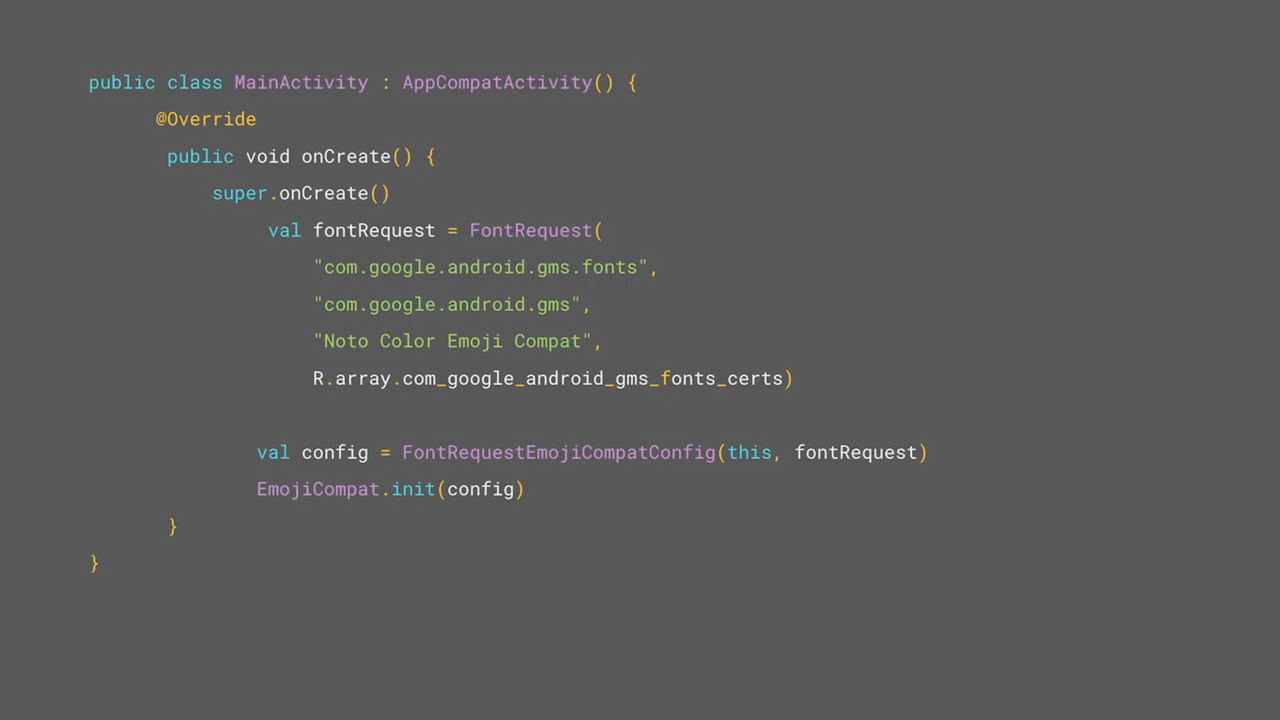 public class MainActivity : AppCompatActivity() {
@Override
public void onCreate() {
super.onCreate()
val fontRequest = FontRequest(
"com.google.android.gms.fonts",
"com.google.android.gms",
"Noto Color Emoji Compat",
R.array.com_google_android_gms_fonts_certs)
val config = FontRequestEmojiCompatConfig(this, fontRequest)
EmojiCompat.init(config)
}
}